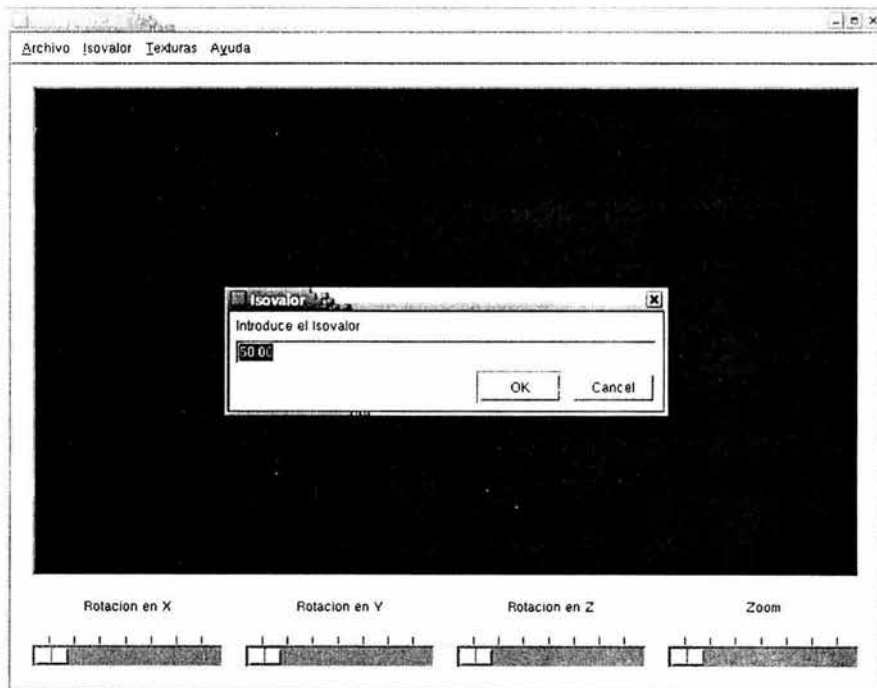 Archivo Isovalor Texturas Ayuda
Isovalor
Introduce el Isovalor
50.00
OK Cancel
Rotacion en X Rotacion en Y Rotacion en Z Zoom